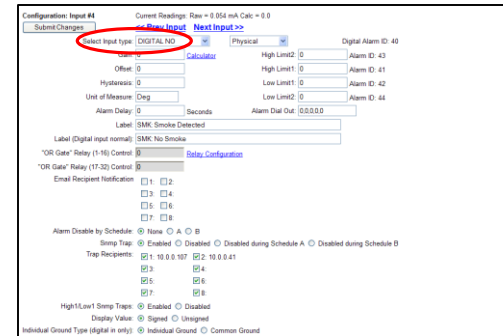 Configuration: Input #4 Current Readings: Raw = 0.054 mA Calc = 0.0
Submit Changes << Prev Input Next Input >>
Select Input type: DIGITAL NO Physical Digital Alarm ID: 40
Gain: 0 Calculator High Limit2: 0 Alarm ID: 43
Offset: 0 High Limit1: 0 Alarm ID: 41
Hysteresis: 0 Low Limit1: 0 Alarm ID: 42
Unit of Measure: Deg Low Limit2: 0 Alarm ID: 44
Alarm Delay: 0 Seconds Alarm Dial Out: 0,0,0,0,0
Label: SMK: Smoke Detected
Label (Digital input normal): SMK: No Smoke
"OR Gate" Relay (1-16) Control: 0 Relay Configuration
"OR Gate" Relay (17-32) Control: 0
Email Recipient Notification 1: 2:
3: 4:
5: 6:
7: 8:
Alarm Disable by Schedule: None A B
Snmp Trap: Enabled Disabled Disabled during Schedule A Disabled during Schedule B
Trap Recipients: 1: 10.0.0.107 2: 10.0.0.41
3: 4:
5: 6:
7: 8:
High1/Low1 Snmp Traps: Enabled Disabled
Display Value: Signed Unsigned
Individual Ground Type (digital in only): Individual Ground Common Ground